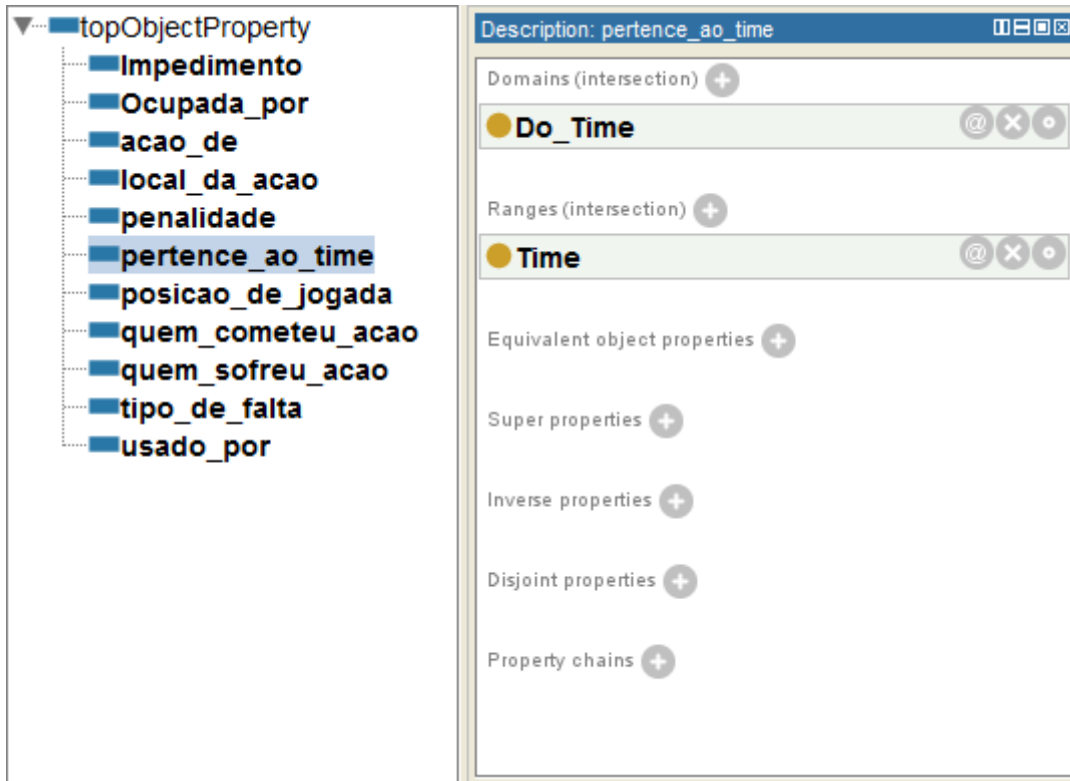 topObjectProperty
Impedimento
Ocupada_por
acao_de
local_da_acao
penalidade
pertence_ao_time
posicao_de_jogada
quem_cometeu_acao
quem_sofreu_acao
tipo_de_falta
usado_por
Description: pertence_ao_time
Domains (intersection)
Do_Time
Ranges (intersection)
Time
Equivalent object properties
Super properties
Inverse properties
Disjoint properties
Property chains